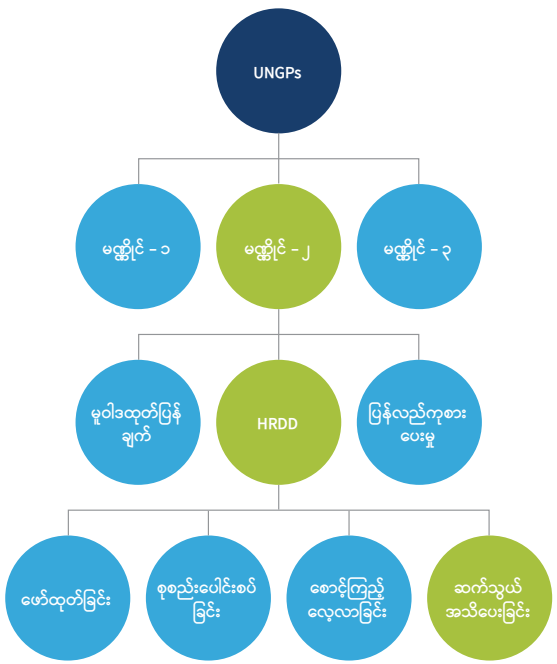 UNGPs
မဏ္ဍိုင် – ၁
မဏ္ဍိုင် – ၂
မဏ္ဍိုင် – ၃
မူဝါဒထုတ်ပြန်
ချက်
HRDD
ပြန်လည်ကုစား
ပေးမှု
ဖော်ထုတ်ခြင်း
စုစည်းပေါင်းစပ်
ခြင်း
စောင့်ကြည့်
လေ့လာခြင်း
ဆက်သွယ်
အသိပေးခြင်း